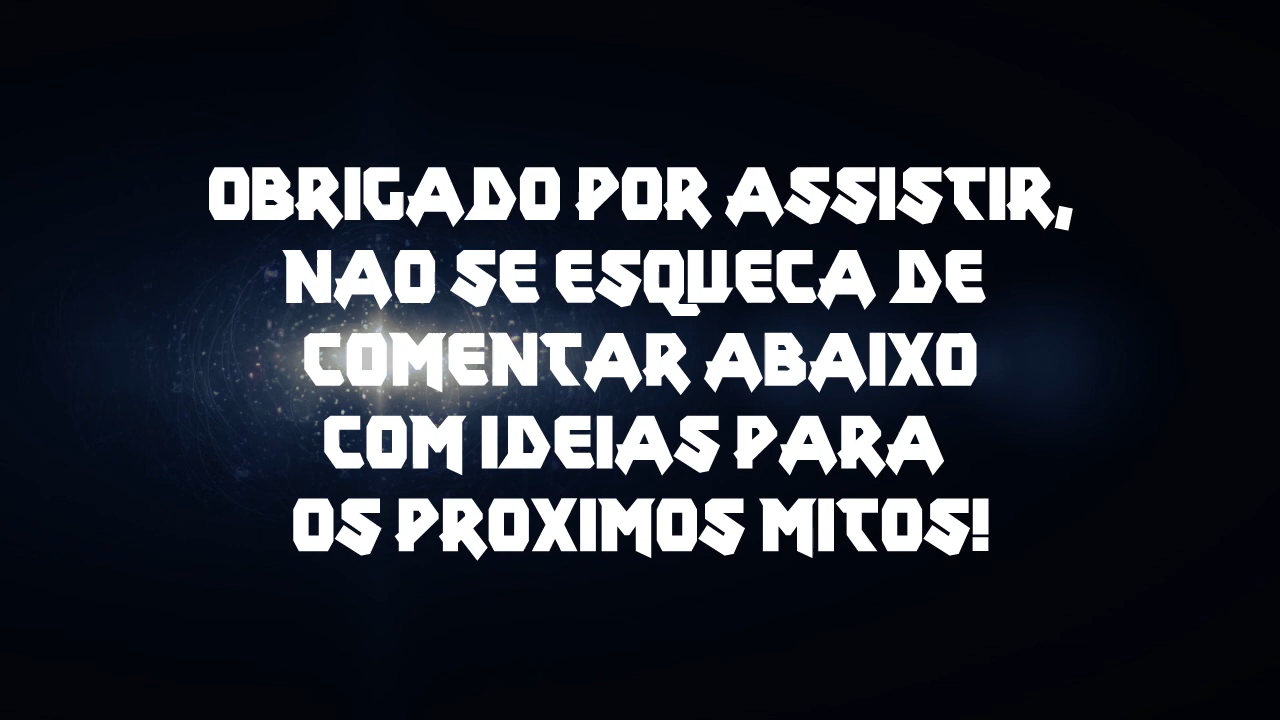 OBRIGADO POR ASSISTIR,
NAO SE ESQUECA DE
COMENTAR ABAIXO
COM IDEIAS PARA
OS PROXIMOS MITOS!